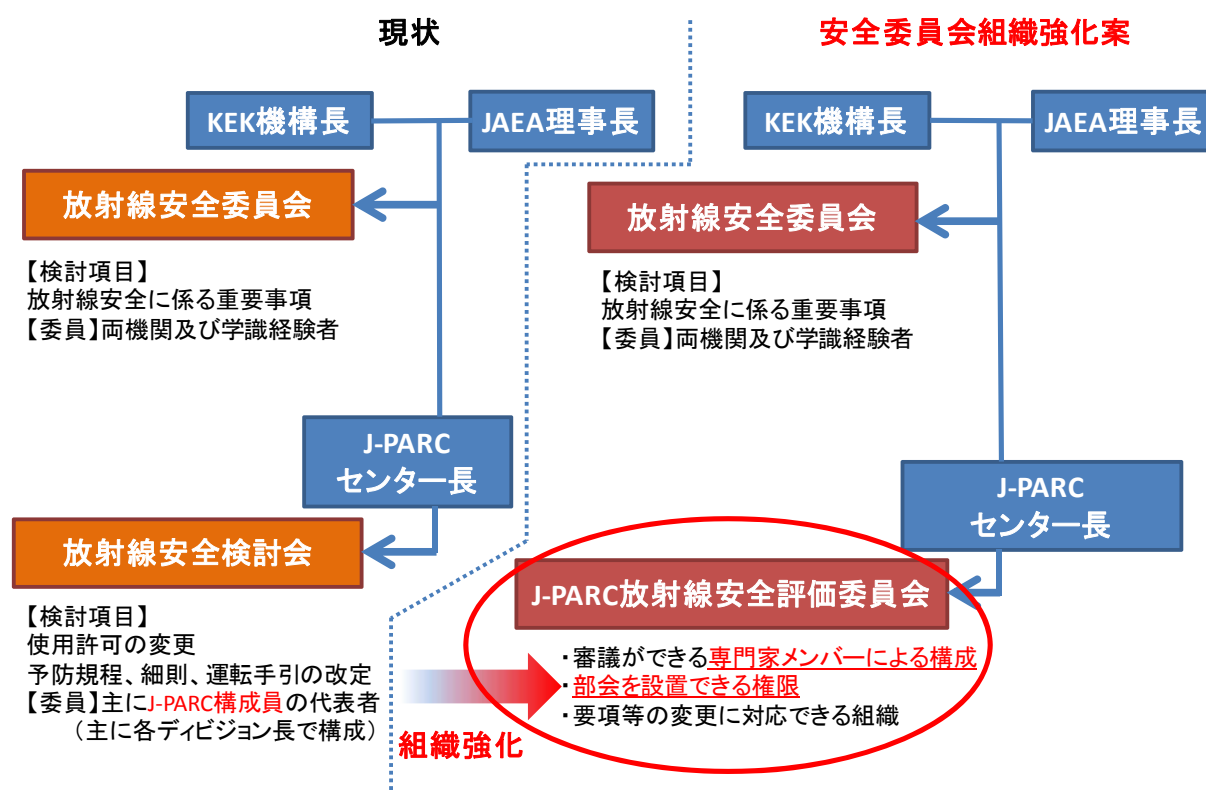 現状
KEK機構長
JAEA理事長
放射線安全委員会
【検討項目】
放射線安全に係る重要事項
【委員】両機関及び学識経験者
J-PARC
センター長
放射線安全検討会
【検討項目】
使用許可の変更
予防規程、細則、運転手引の改定
【委員】主にJ-PARC構成員の代表者
（主に各ディビジョン長で構成）
組織強化
安全委員会組織強化案
KEK機構長
JAEA理事長
放射線安全委員会
【検討項目】
放射線安全に係る重要事項
【委員】両機関及び学識経験者
J-PARC
センター長
J-PARC放射線安全評価委員会
・審議ができる専門家メンバーによる構成
・部会を設置できる権限
・要項等の変更に対応できる組織